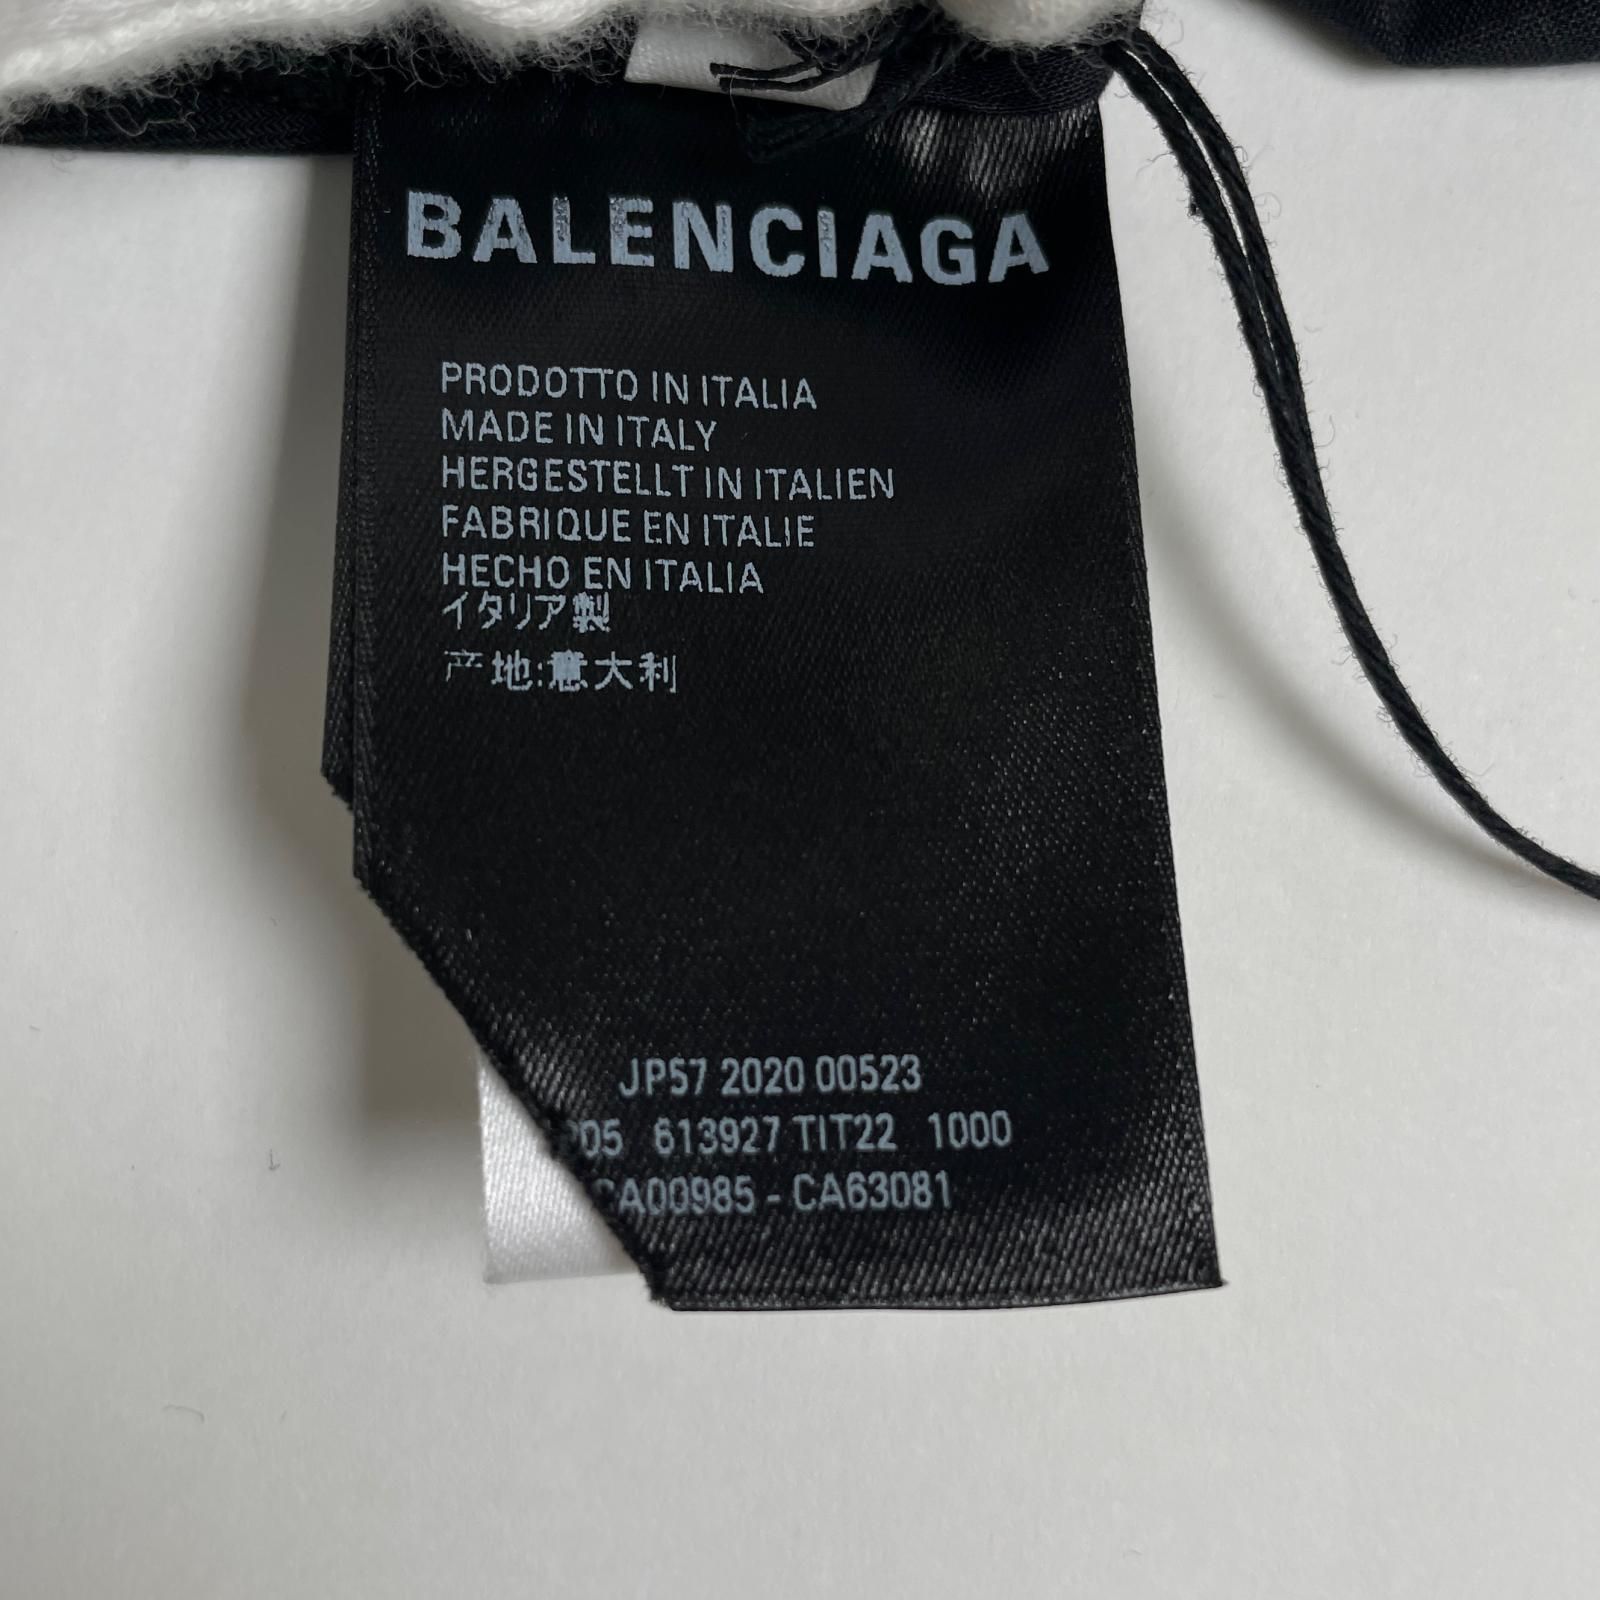 BALENCIAGA
PRODOTTO IN ITALIA
MADE IN ITALY
HERGESTELLT IN ITALIEN
FABRIQUE EN ITALIE
HECHO EN ITALIA
イタリア製
产地:意大利
JP57 2020 00523
613927 TIT22 1000
CA00985 - CA63081